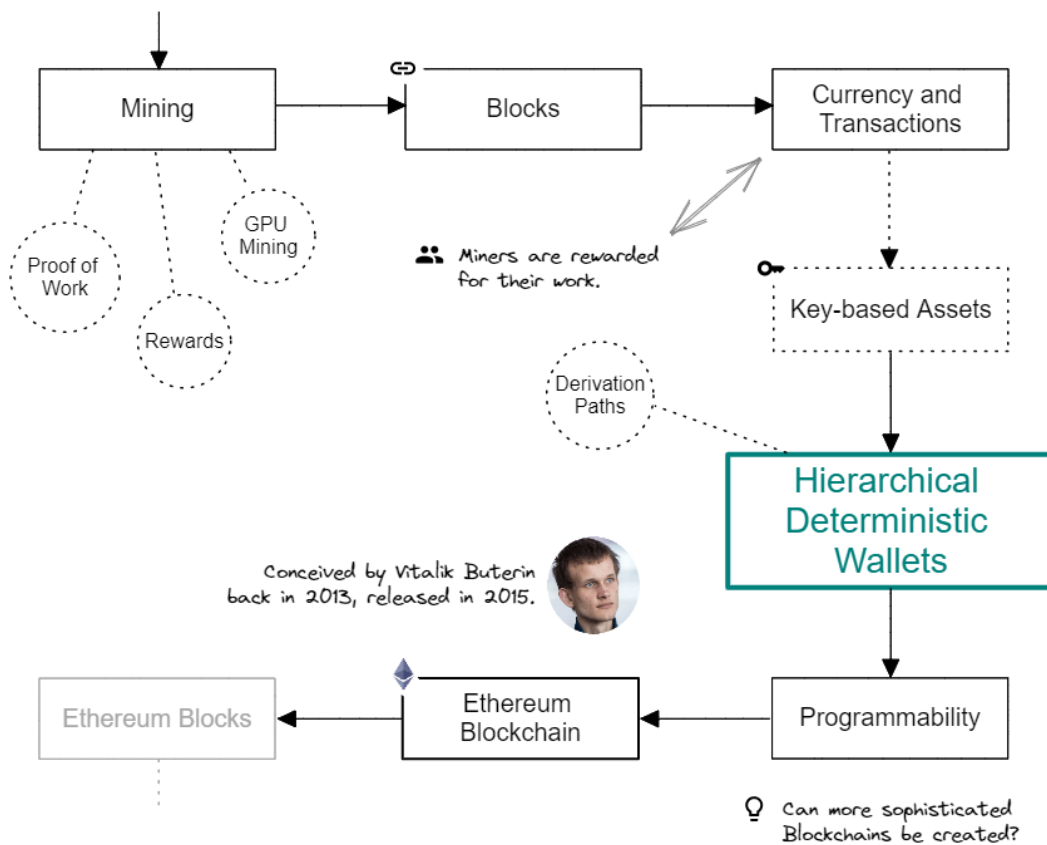 Mining
Blocks
Currency and
Transactions
GPU
Mining
Proof of
Work
Rewards
Miners are rewarded
for their work.
Key-based Assets
Derivation
Paths
Hierarchical
Deterministic
Wallets
Conceived by Vitalik Buterin
back in 2013, released in 2015.
Ethereum Blocks
Ethereum
Blockchain
Programmability
Can more sophisticated
Blockchains be created?